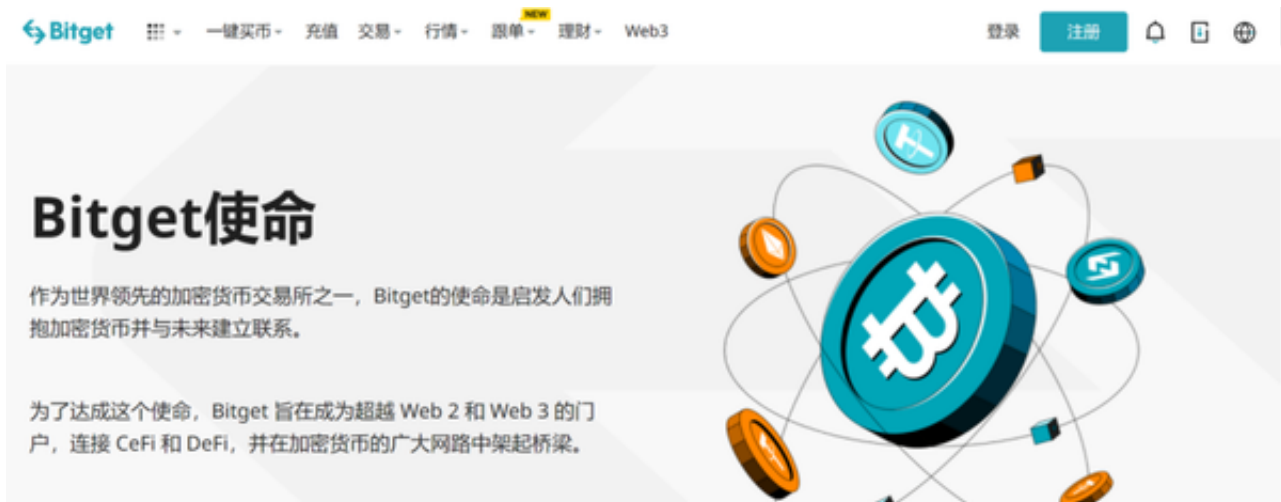 Bitget
一键买币
充值
交易
行情
NEW
跟单
理财
Web3
登录
注册
Bitget使命
作为世界领先的加密货币交易所之一，Bitget的使命是启发人们拥
抱加密货币并与未来建立联系。
为了达成这个使命，Bitget 旨在成为超越 Web 2 和 Web 3 的门
户，连接 CeFi 和 DeFi，并在加密货币的广大网路中架起桥梁。